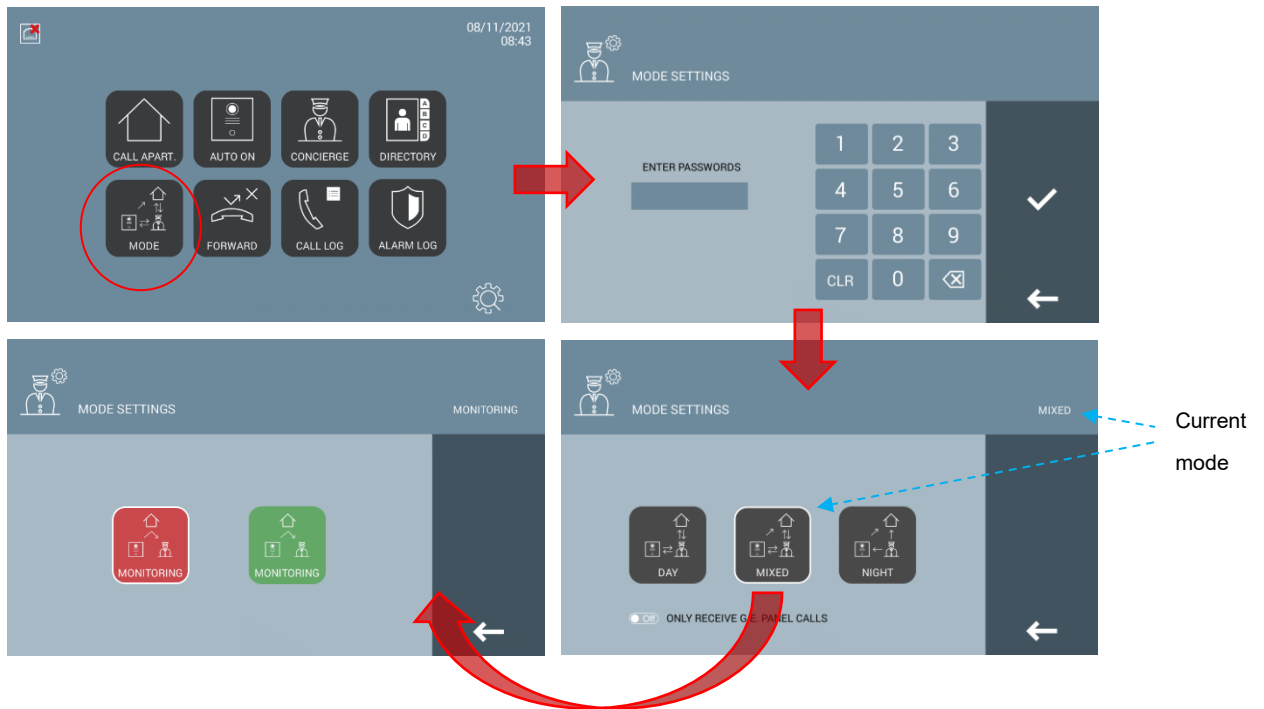 08/11/2021
08:43
CALL APART.
AUTO ON
CONCIERGE
A
B
C
D
DIRECTORY
MODE
FORWARD
CALL LOG
ALARM LOG
MODE SETTINGS
ENTER PASSWORDS
1 2 3
4 5 6
7 8 9
CLR 0
MODE SETTINGS
MONITORING
MONITORING
MONITORING
MODE SETTINGS
MIXED
DAY
MIXED
NIGHT
Off ONLY RECEIVE G.E. PANEL CALLS
Current
mode